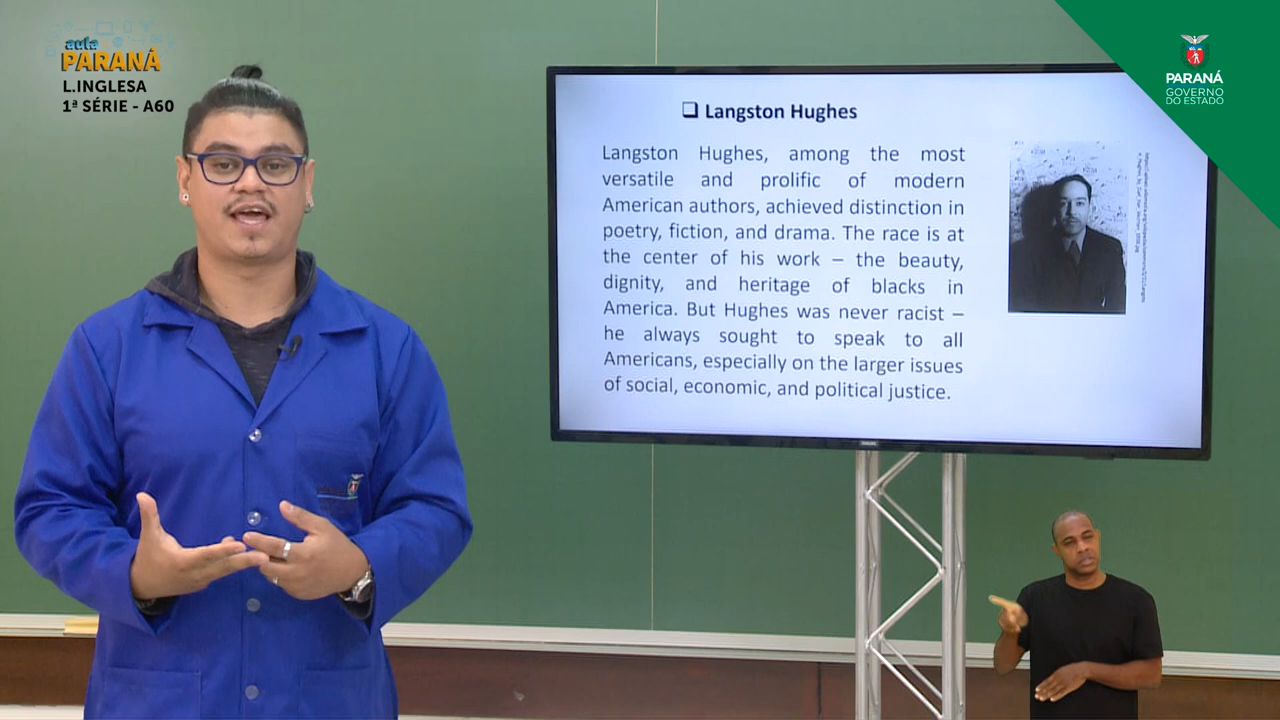 aula
PARANÁ
L.INGLESA
1ª SÉRIE - A60
PARANÁ
GOVERNO
DO ESTADO
❑ Langston Hughes
Langston Hughes, among the most
versatile and prolific of modern
American authors, achieved distinction in
poetry, fiction, and drama. The race is at
the center of his work – the beauty,
dignity, and heritage of blacks in
America. But Hughes was never racist –
he always sought to speak to all
Americans, especially on the larger issues
of social, economic, and political justice.